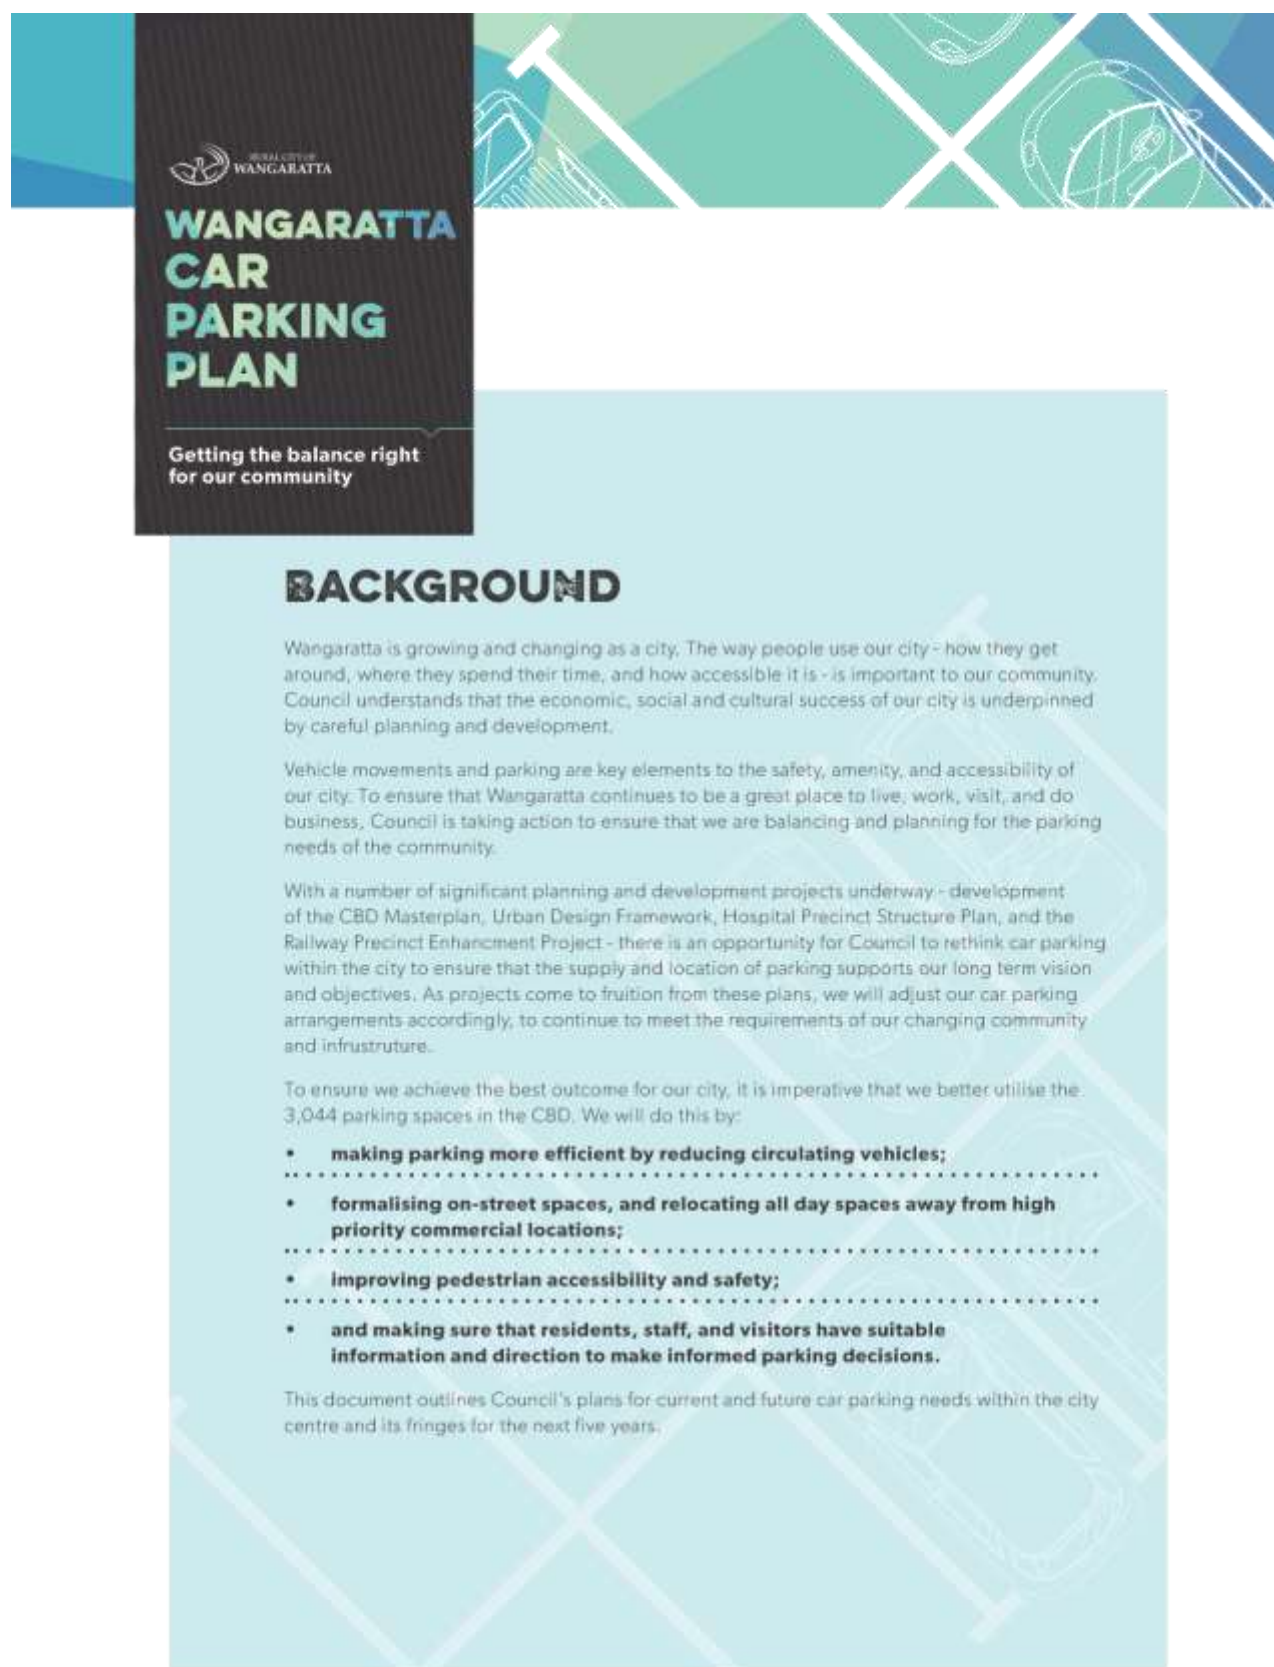 RURAL CITY OF
WANGARATTA
WANGARATTA
CAR
PARKING
PLAN
Getting the balance right
for our community
BACKGROUND
Wangaratta is growing and changing as a city. The way people use our city - how they get
around, where they spend their time, and how accessible it is - is important to our community.
Council understands that the economic, social and cultural success of our city is underpinned
by careful planning and development.
Vehicle movements and parking are key elements to the safety, amenity, and accessibility of
our city. To ensure that Wangaratta continues to be a great place to live, work, visit, and do
business, Council is taking action to ensure that we are balancing and planning for the parking
needs of the community.
With a number of significant planning and development projects underway - development
of the CBD Masterplan, Urban Design Framework, Hospital Precinct Structure Plan, and the
Railway Precinct Enhancment Project - there is an opportunity for Council to rethink car parking
within the city to ensure that the supply and location of parking supports our long term vision
and objectives. As projects come to fruition from these plans, we will adjust our car parking
arrangements accordingly, to continue to meet the requirements of our changing community
and infrustruture.
To ensure we achieve the best outcome for our city, it is imperative that we better utilise the
3,044 parking spaces in the CBD. We will do this by:
• making parking more efficient by reducing circulating vehicles;
• formalising on-street spaces, and relocating all day spaces away from high
priority commercial locations;
• improving pedestrian accessibility and safety;
• and making sure that residents, staff, and visitors have suitable
information and direction to make informed parking decisions.
This document outlines Council's plans for current and future car parking needs within the city
centre and its fringes for the next five years.